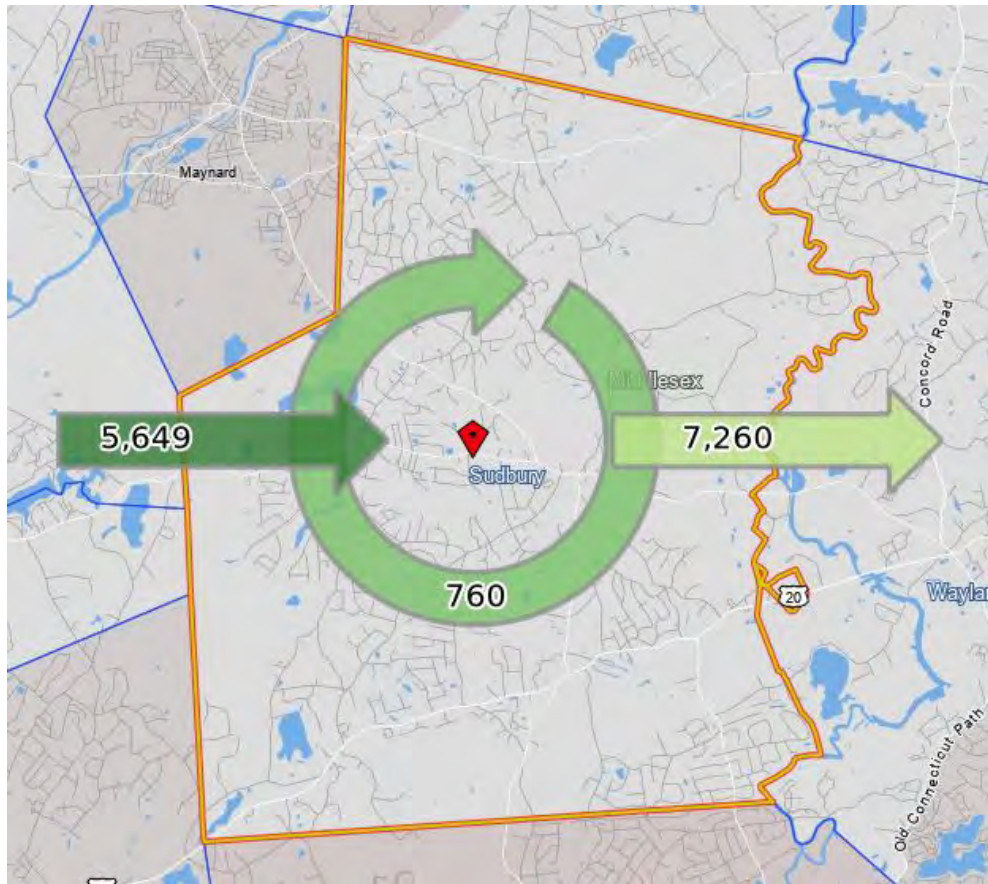 Maynard
Concord Road
Middlesex
5,649
7,260
Sudbury
760
20
Old Connecticut Path